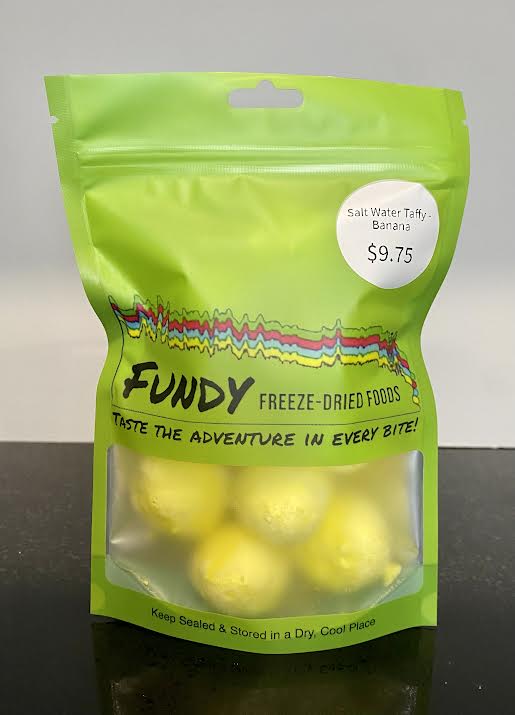 Salt Water Taffy -
Banana
$9.75
FUNDY FREEZE-DRIED FOODS
TASTE THE ADVENTURE IN EVERY BITE!
Keep Sealed & Stored in a Dry, Cool Place